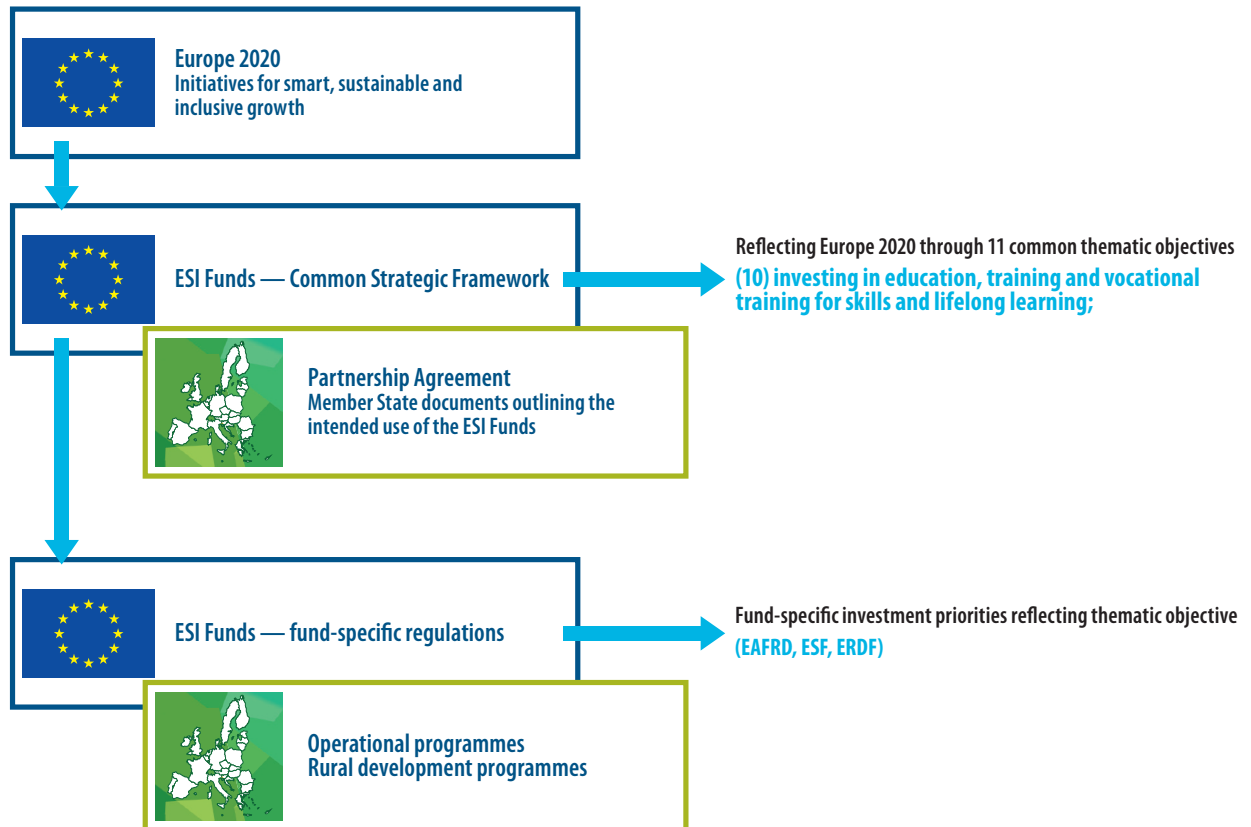 Europe 2020
Initiatives for smart, sustainable and
inclusive growth
ESI Funds — Common Strategic Framework
Reflecting Europe 2020 through 11 common thematic objectives
(10) investing in education, training and vocational
training for skills and lifelong learning;
Partnership Agreement
Member State documents outlining the
intended use of the ESI Funds
ESI Funds — fund-specific regulations
Fund-specific investment priorities reflecting thematic objective
(EAFRD, ESF, ERDF)
Operational programmes
Rural development programmes